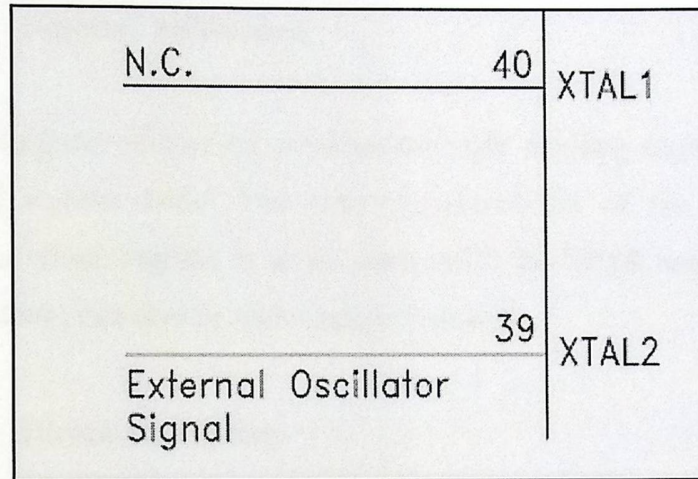 N.C. 40
XTAL1
39
XTAL2
External Oscillator
Signal